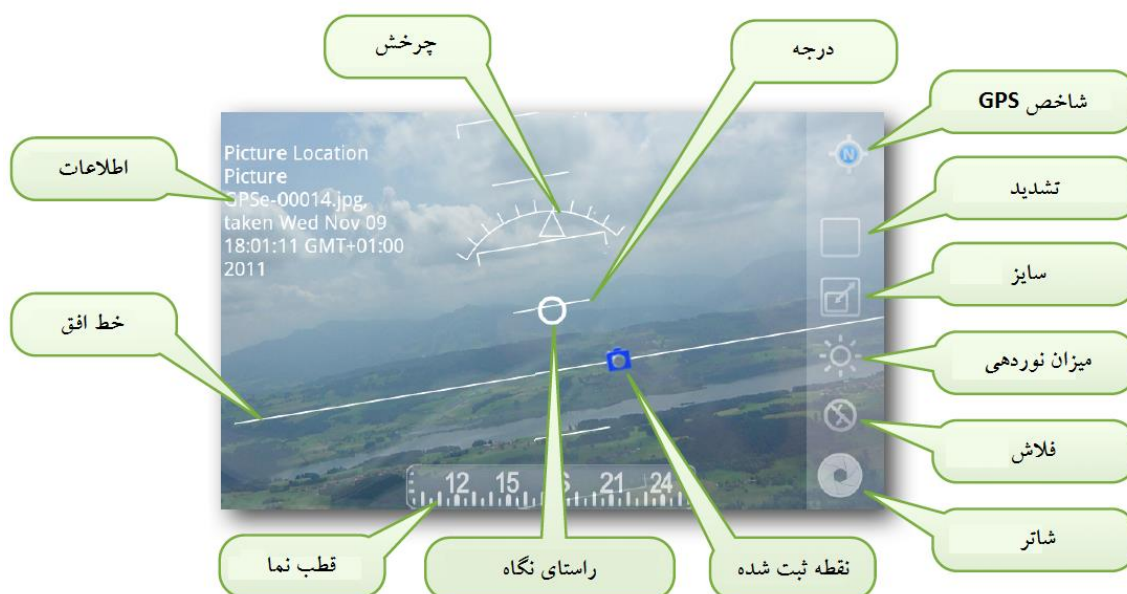 چرخش
درجه
شاخص GPS
اطلاعات
تشدید
سایز
خط افق
میزان نوردهی
فلاش
شاتر
قطب نما
راستای نگاه
نقطه ثبت شده
Picture Location
Picture
GPSe-00014.jpg,
taken Wed Nov 09
18:01:11 GMT+01:00
2011
N
12 15 21 24